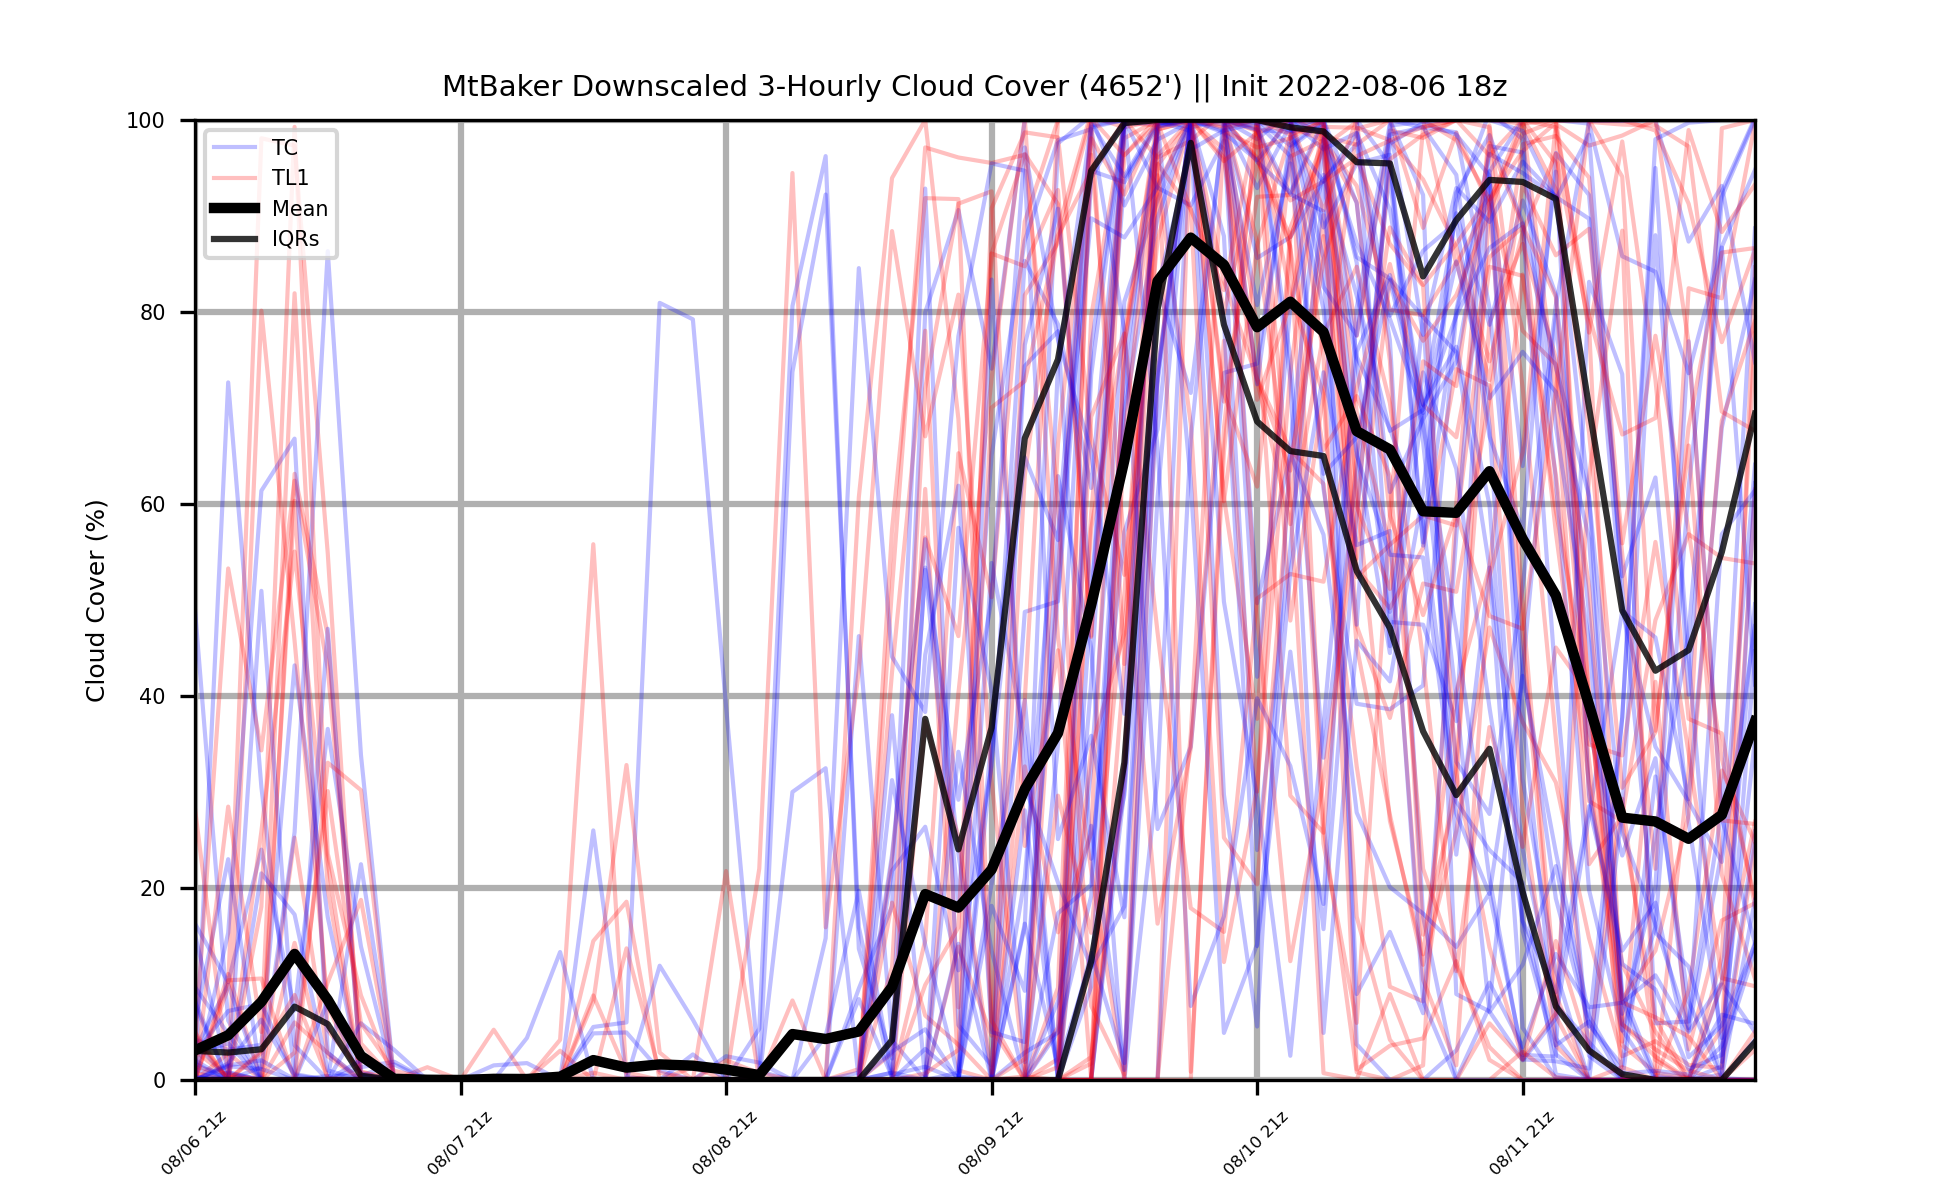 MtBaker Downscaled 3-Hourly Cloud Cover (4652') || Init 2022-08-06 18z
TC
TL1
Mean
IQRs
Cloud Cover (%)
100
80
60
40
20
0
08/06 21z
08/07 21z
08/08 21z
08/09 21z
08/10 21z
08/11 21z